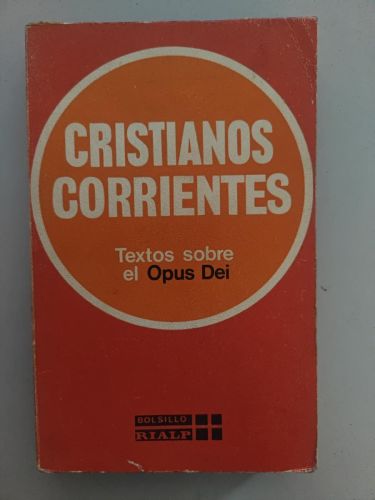 CRISTIANOS
CORRIENTES
Textos sobre
el Opus Dei
BOLSILLO
RIALP